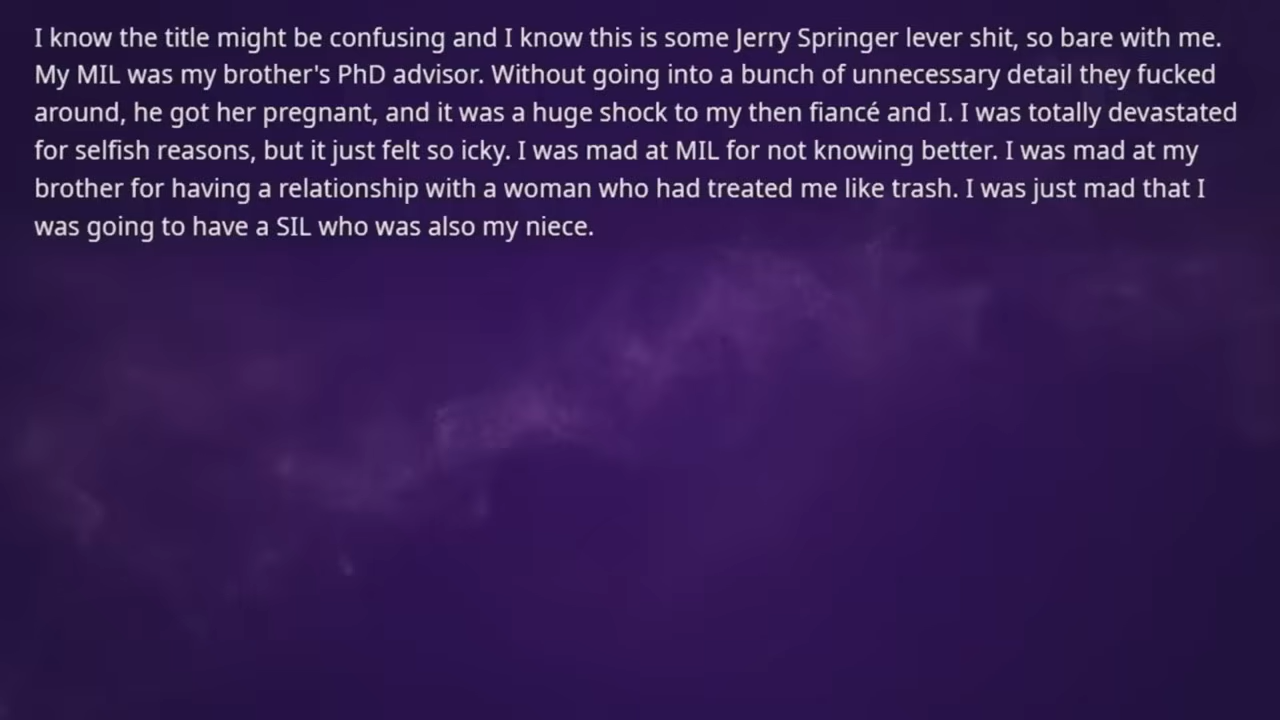 I know the title might be confusing and I know this is some Jerry Springer lever shit, so bare with me.
My MIL was my brother's PhD advisor. Without going into a bunch of unnecessary detail they fucked
around, he got her pregnant, and it was a huge shock to my then fiancé and I. I was totally devastated
for selfish reasons, but it just felt so icky. I was mad at MIL for not knowing better. I was mad at my
brother for having a relationship with a woman who had treated me like trash. I was just mad that I
was going to have a SIL who was also my niece.